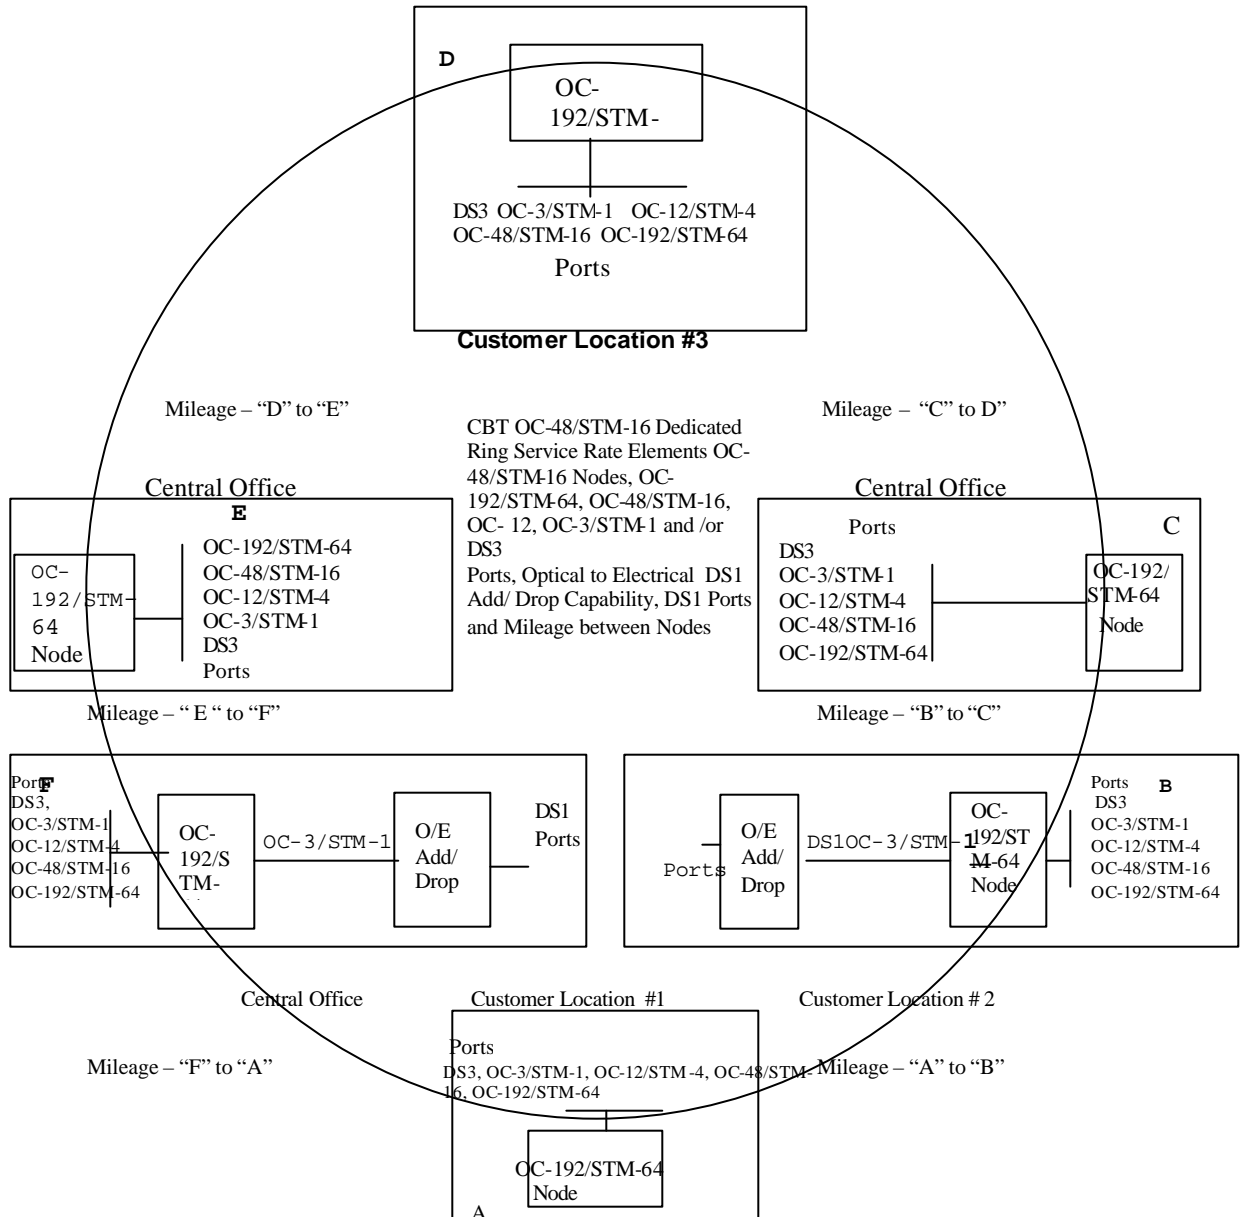 D
OC-
192/STM-
DS3 OC-3/STM-1 OC-12/STM-4
OC-48/STM-16 OC-192/STM-64
Ports
Customer Location #3
Mileage – “D” to “E”
Mileage – “C” to D”
CBT OC-48/STM-16 Dedicated
Ring Service Rate Elements OC-
48/STM-16 Nodes, OC-
192/STM-64, OC-48/STM-16,
OC- 12, OC-3/STM-1 and /or
DS3
Ports, Optical to Electrical DS1
Add/ Drop Capability, DS1 Ports
and Mileage between Nodes
Central Office
E
OC-
192/STM-
64
Node
OC-192/STM-64
OC-48/STM-16
OC-12/STM-4
OC-3/STM-1
DS3
Ports
Central Office
Ports
C
DS3
OC-3/STM-1
OC-12/STM-4
OC-48/STM-16
OC-192/STM-64
OC-192/
STM-64
Node
Mileage – “ E “ to “F”
Mileage – “B” to “C”
Ports
F
DS3,
OC-3/STM-1
OC-12/STM-4
OC-48/STM-16
OC-192/STM-64
OC-
192/S
TM-
OC-3/STM-1
O/E
Add/
Drop
DS1
Ports
Ports
O/E
Add/
Drop
DS1OC-3/STM-1
OC-
192/ST
M-64
Node
Ports
B
DS3
OC-3/STM-1
OC-12/STM-4
OC-48/STM-16
OC-192/STM-64
Central Office
Customer Location #1
Customer Location # 2
Mileage – “F” to “A”
Mileage – “A” to “B”
Ports
DS3, OC-3/STM-1, OC-12/STM-4, OC-48/STM-
16, OC-192/STM-64
OC-192/STM-64
Node
A